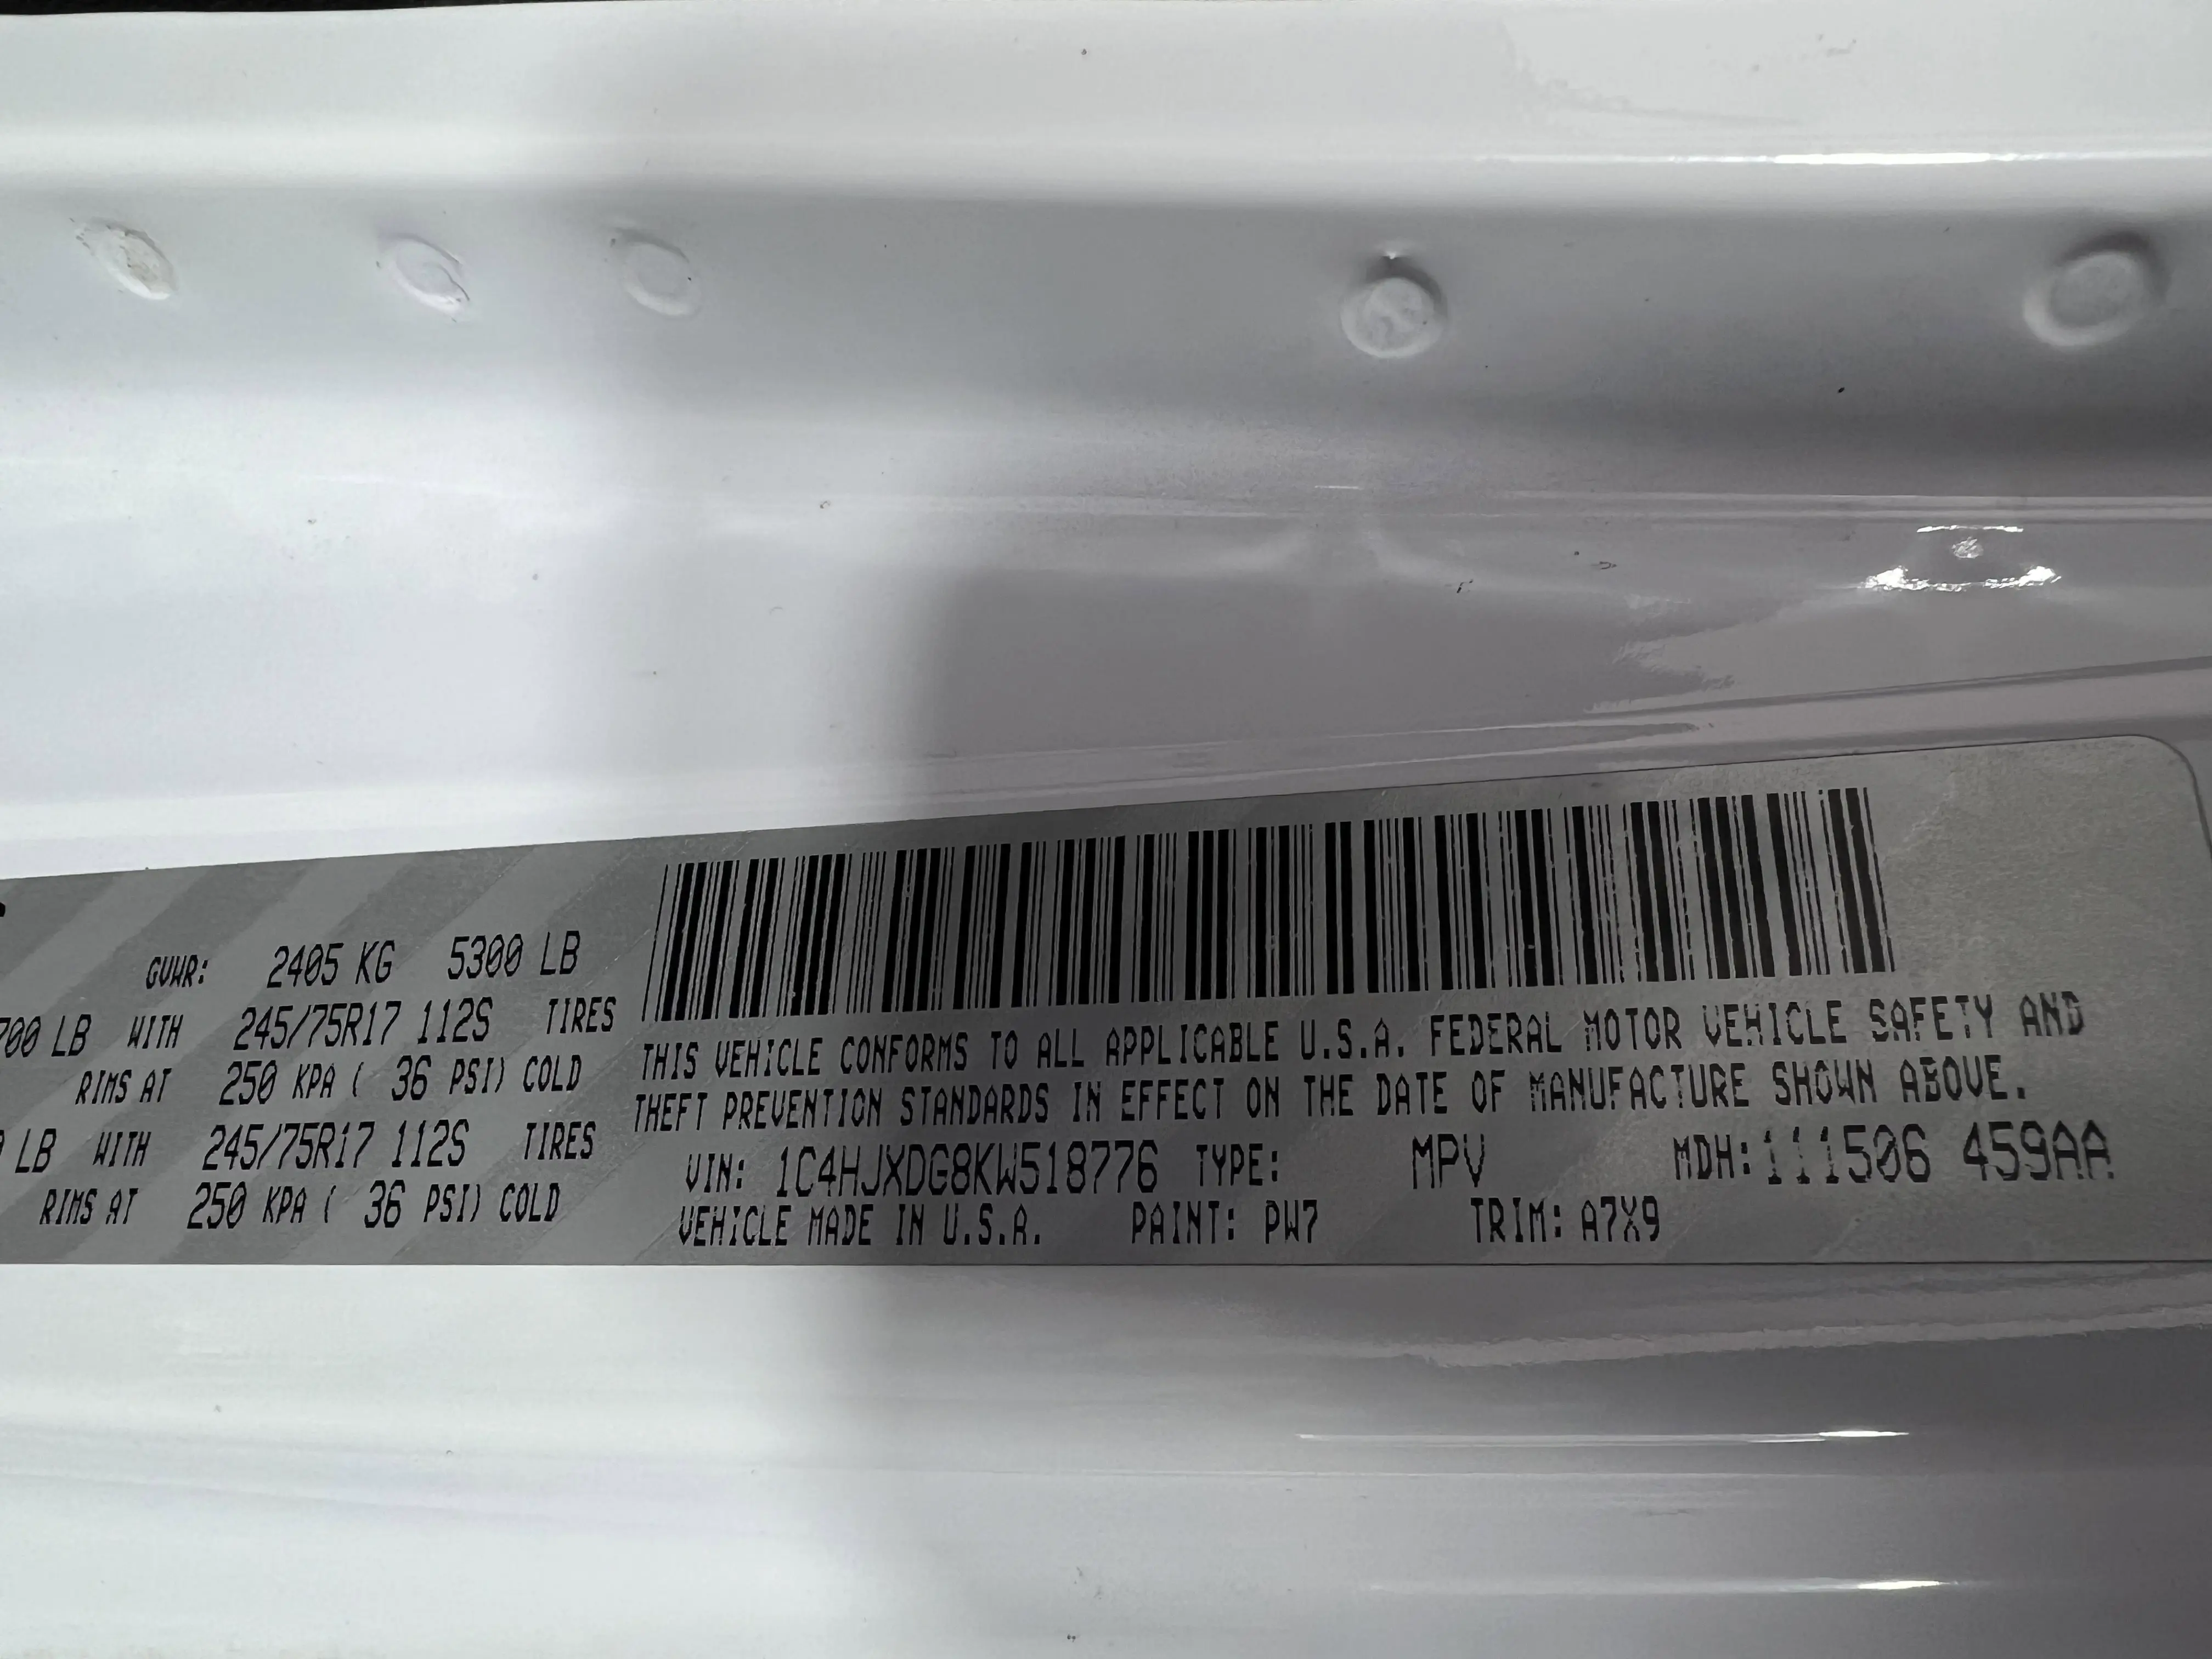 GVWR: 2405 KG 5300 LB
700 LB WITH 245/75R17 112S TIRES
RIMS AT 250 KPA ( 36 PSI) COLD
LB WITH 245/75R17 112S TIRES
RIMS AT 250 KPA ( 36 PSI) COLD
THIS VEHICLE CONFORMS TO ALL APPLICABLE U.S.A. FEDERAL MOTOR VEHICLE SAFETY AND
THEFT PREVENTION STANDARDS IN EFFECT ON THE DATE OF MANUFACTURE SHOWN ABOVE.
VIN: 1C4HJXDG8KW518776 TYPE: MPV MDH:111506 459AA
VEHICLE MADE IN U.S.A. PAINT: PW7 TRIM: A7X9